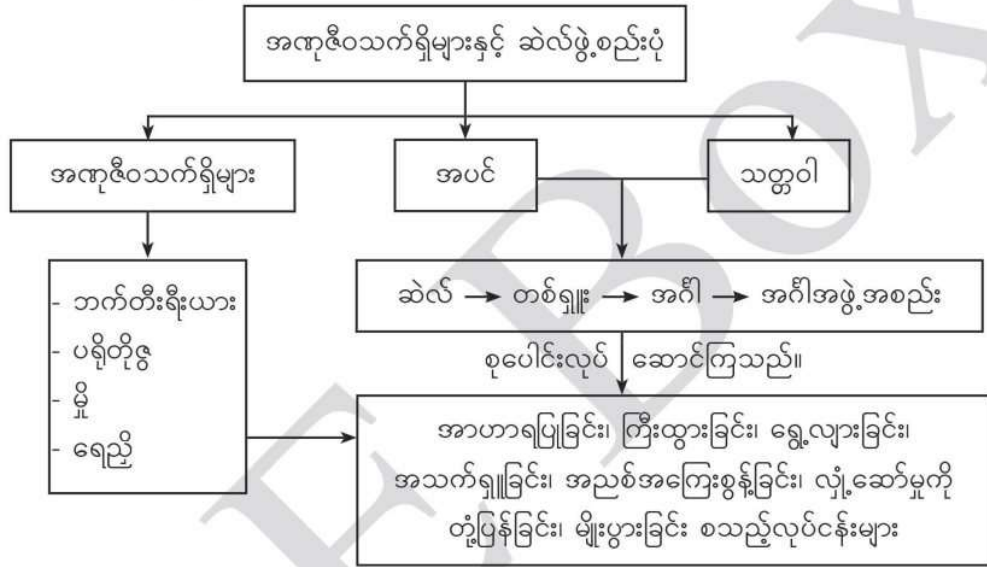 အဏုဇီဝသက်ရှိများနှင့် ဆဲလ်ဖွဲ့စည်းပုံ
အဏုဇီဝသက်ရှိများ
အပင်
သတ္တဝါ
- ဘက်တီးရီးယား
- ပရိုတိုဇွ
- မှို
- ရေညှိ
ဆဲလ် → တစ်ရှူး → အင်္ဂါ → အင်္ဂါအဖွဲ့အစည်း
စုပေါင်းလုပ် ဆောင်ကြသည်။
အာဟာရပြုခြင်း၊ ကြီးထွားခြင်း၊ ရွေ့လျားခြင်း၊
အသက်ရှူခြင်း၊ အညစ်အကြေးစွန့်ခြင်း၊ လှုံ့ဆော်မှုကို
တုံ့ပြန်ခြင်း၊ မျိုးပွားခြင်း စသည့်လုပ်ငန်းများ
E BOX